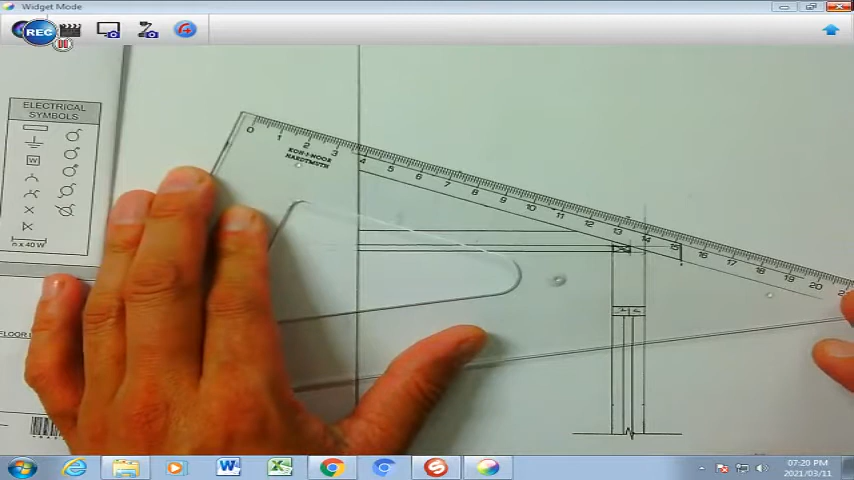 Widget Mode
REC
ELECTRICAL
SYMBOLS
W
n x 40 W
0 1 2 3 4 5 6 7 8 9 10 11 12 13 14 15 16 17 18 19 20
KOH-I-NOOR
HARDTMUTH
07:20 PM
2021/03/11